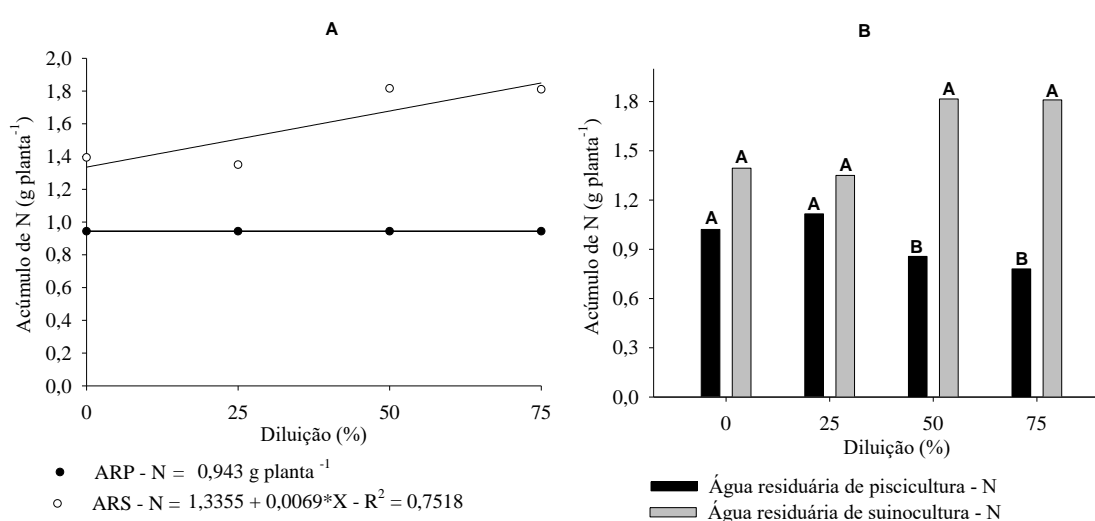 A
Acúmulo de N (g planta⁻¹)
2,0
1,8
1,6
1,4
1,2
1,0
0,8
0,6
0,4
0,2
0,0
0 25 50 75
Diluição (%)
ARP - N = 0,943 g planta ⁻¹
ARS - N = 1,3355 + 0,0069*X - R² = 0,7518
B
Acúmulo de N (g planta⁻¹)
1,8
1,5
1,2
0,9
0,6
0,3
0,0
A A A A B A B A
0 25 50 75
Diluição (%)
Água residuária de piscicultura - N
Água residuária de suinocultura - N